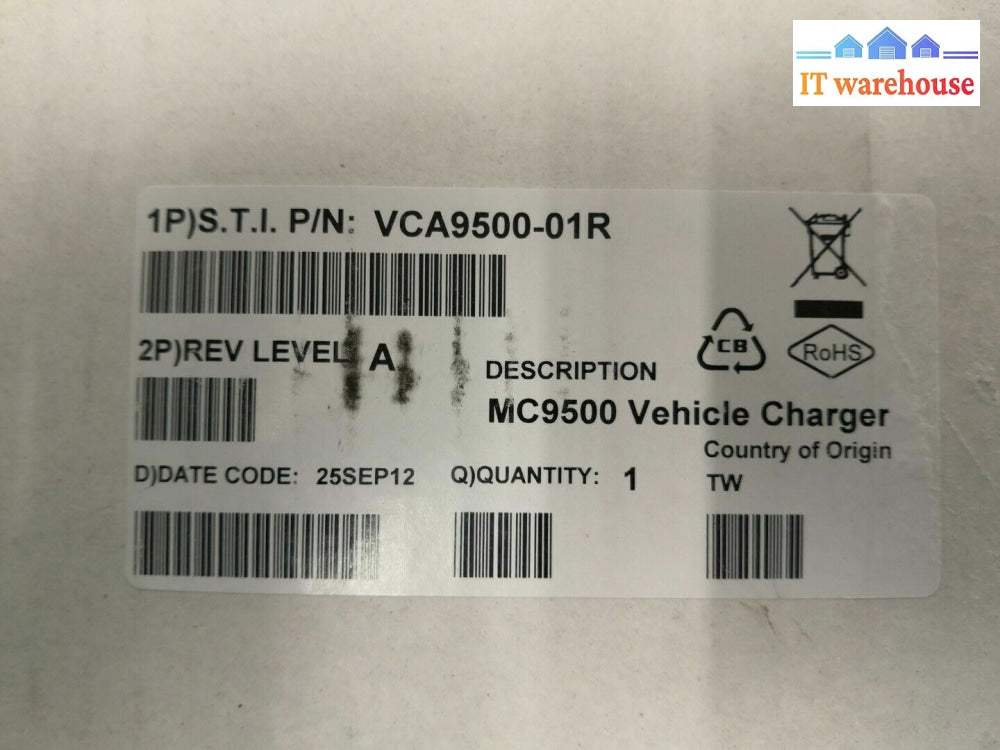 IT warehouse
1P)S.T.I. P/N: VCA9500-01R
2P)REV LEVEL A
CB
RoHS
DESCRIPTION
MC9500 Vehicle Charger
Country of Origin
D)DATE CODE: 25SEP12 Q)QUANTITY: 1 TW